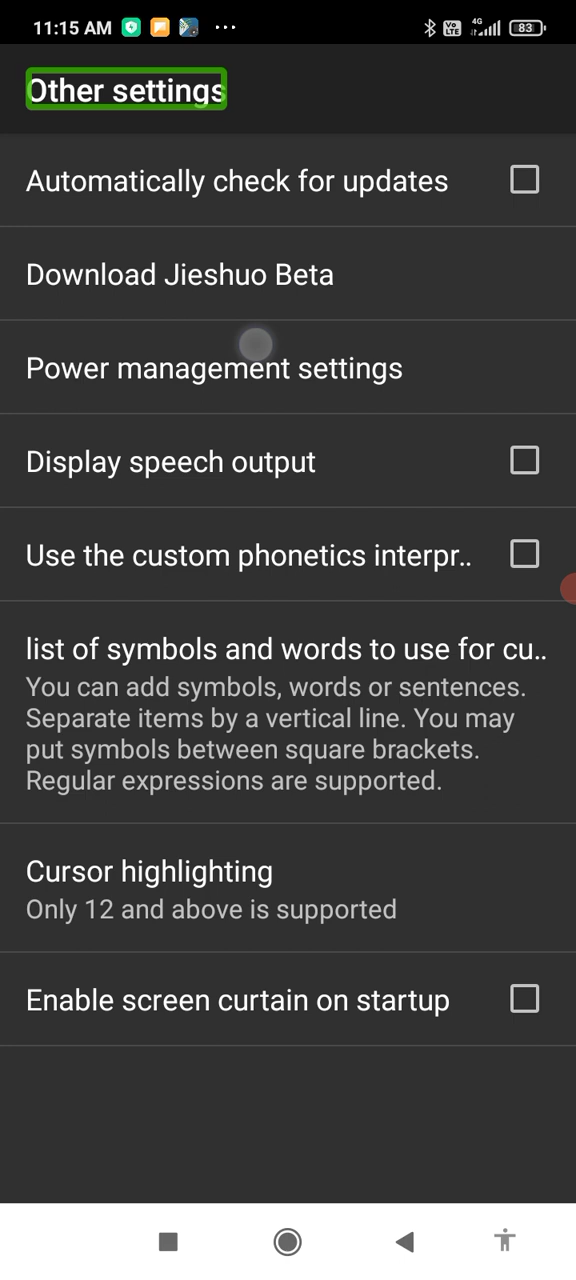 11:15 AM ... Vo LTE 4G 83
Other settings
Automatically check for updates
Download Jieshuo Beta
Power management settings
Display speech output
Use the custom phonetics interpr..
list of symbols and words to use for cu..
You can add symbols, words or sentences.
Separate items by a vertical line. You may
put symbols between square brackets.
Regular expressions are supported.
Cursor highlighting
Only 12 and above is supported
Enable screen curtain on startup